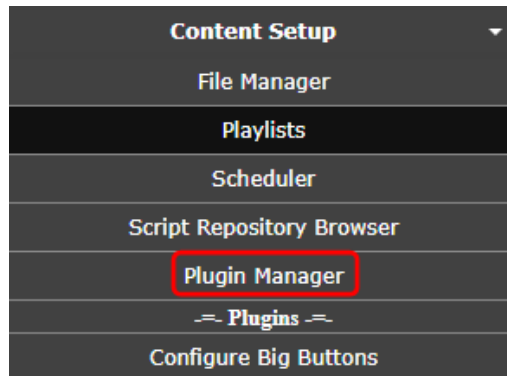 Content Setup
File Manager
Playlists
Scheduler
Script Repository Browser
Plugin Manager
-=- Plugins -=-
Configure Big Buttons